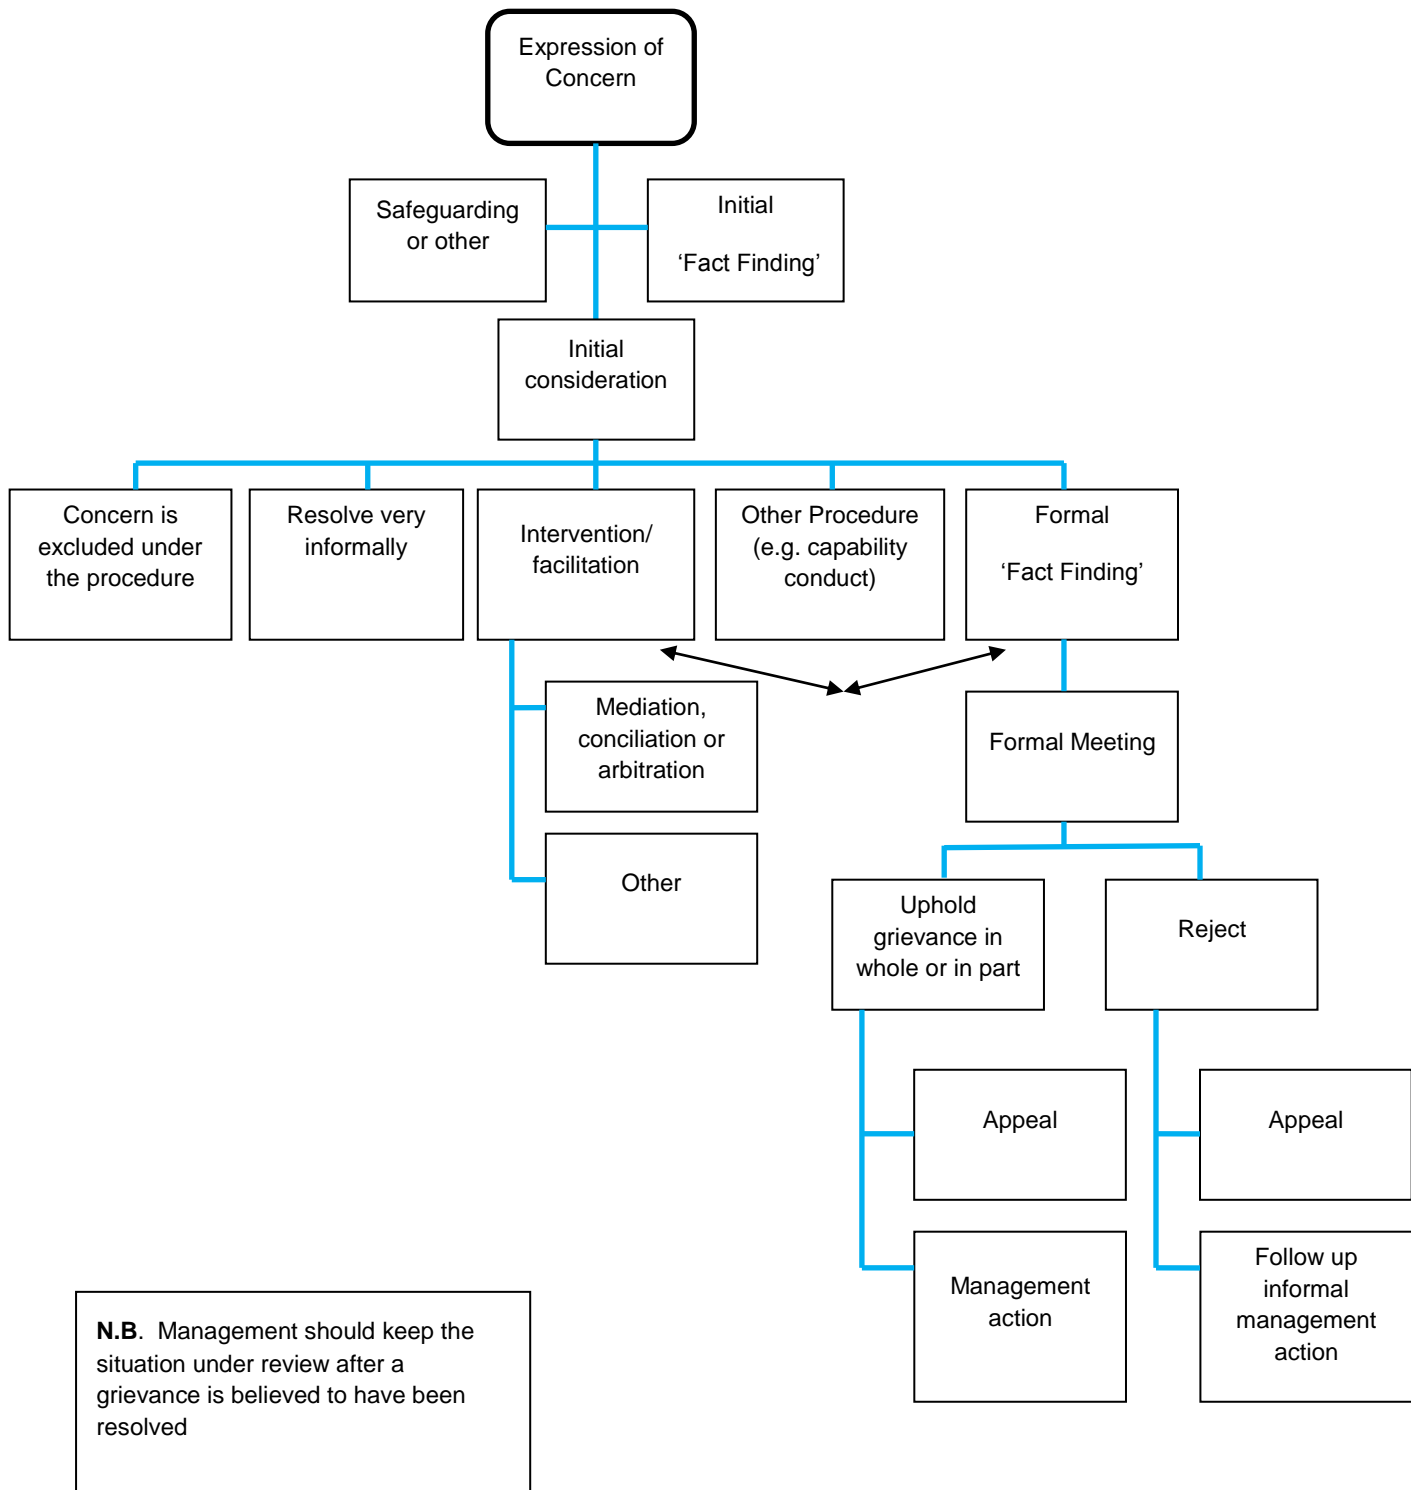 Expression of
Concern
Safeguarding
or other
Initial
‘Fact Finding’
Initial
consideration
Concern is
excluded under
the procedure
Resolve very
informally
Intervention/
facilitation
Other Procedure
(e.g. capability
conduct)
Formal
‘Fact Finding’
Mediation,
conciliation or
arbitration
Formal Meeting
Other
Uphold
grievance in
whole or in part
Reject
Appeal
Appeal
Management
action
Follow up
informal
management
action
N.B. Management should keep the
situation under review after a
grievance is believed to have been
resolved